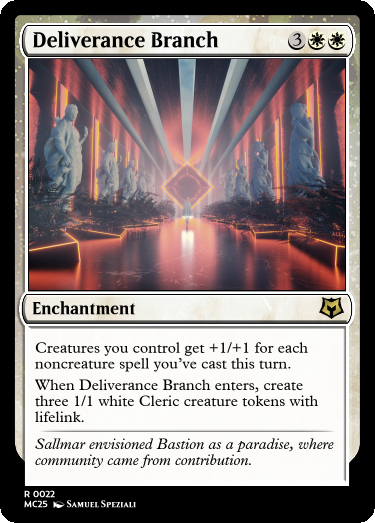 Deliverance Branch 3
Enchantment
Creatures you control get +1/+1 for each
noncreature spell you've cast this turn.
When Deliverance Branch enters, create
three 1/1 white Cleric creature tokens with
lifelink.
Sallmar envisioned Bastion as a paradise, where
community came from contribution.
R 0022
MC25 Samuel Speziali